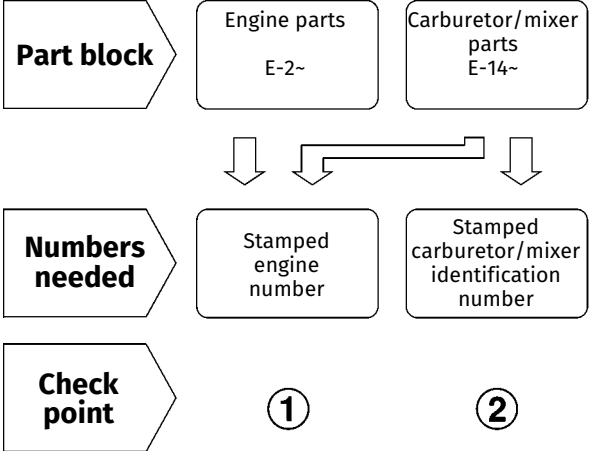 Part block
Engine parts
E-2~
Carburetor/mixer
parts
E-14~
Numbers
needed
Stamped
engine
number
Stamped
carburetor/mixer
identification
number
Check
point
①
②